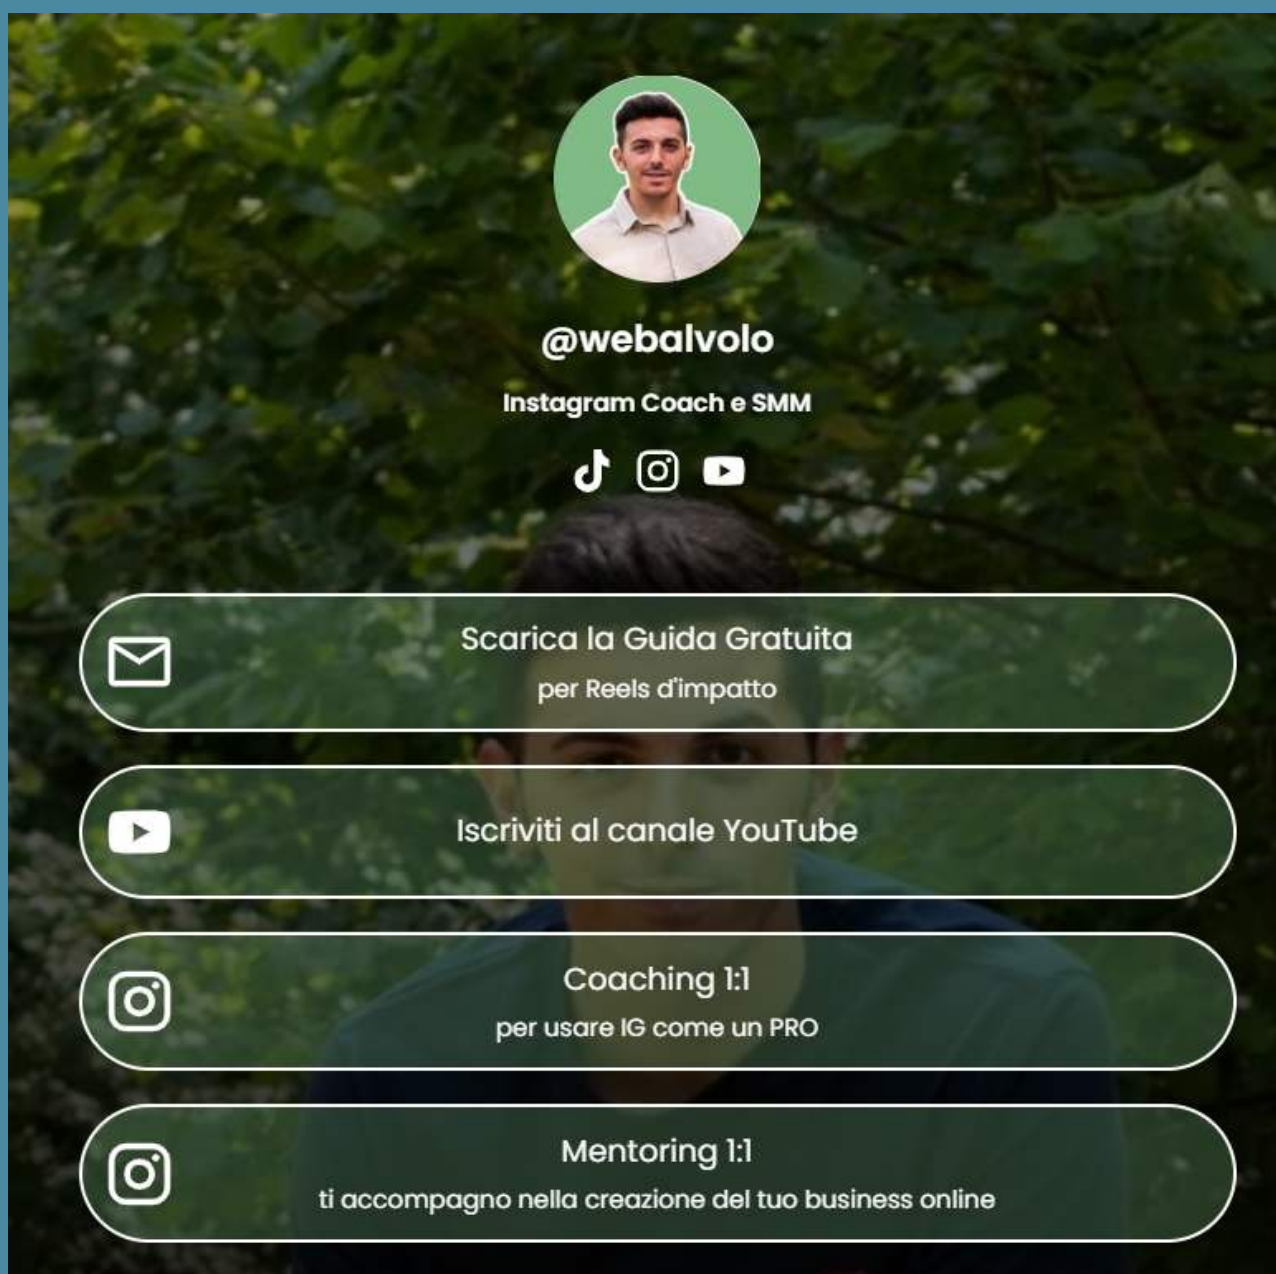 @webalvolo
Instagram Coach e SMM
Scarica la Guida Gratuita
per Reels d'impatto
Iscriviti al canale YouTube
Coaching 1:1
per usare IG come un PRO
Mentoring 1:1
ti accompagno nella creazione del tuo business online